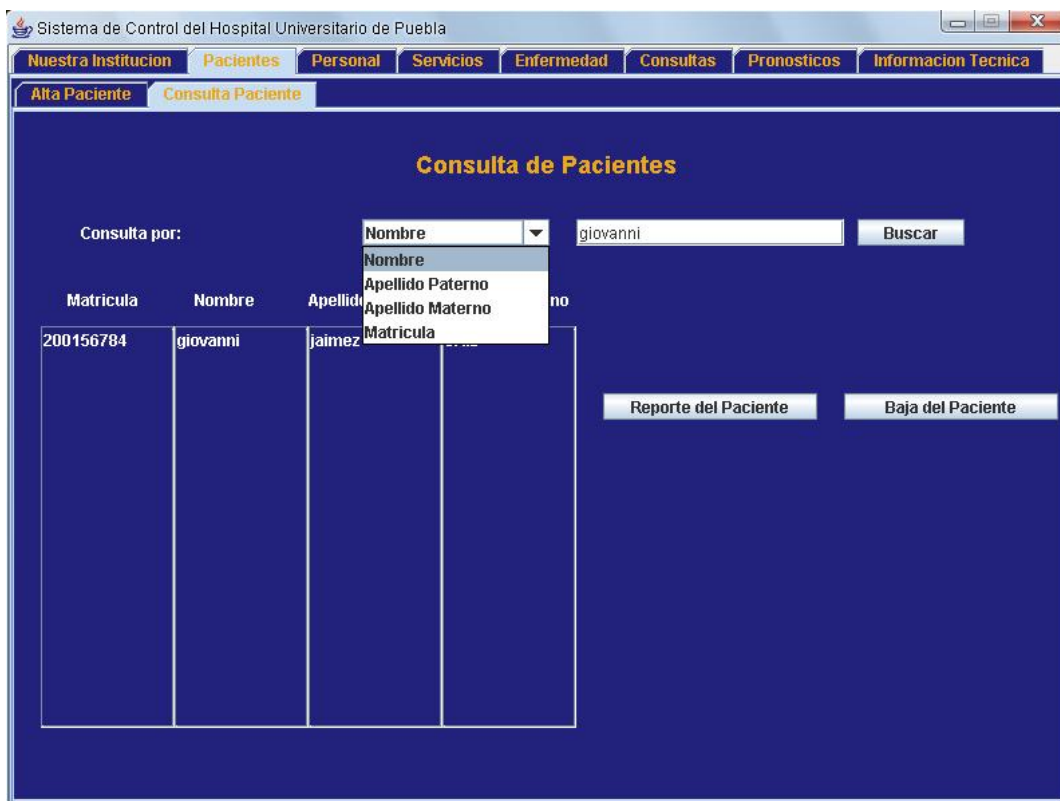 Sistema de Control del Hospital Universitario de Puebla
Nuestra Institucion Pacientes Personal Servicios Enfermedad Consultas Pronosticos Informacion Tecnica
Alta Paciente Consulta Paciente
Consulta de Pacientes
Consulta por: Nombre giovanni Buscar
Nombre
Apellido Paterno
Apellido Materno
Matricula
Matricula Nombre
200156784 giovanni jaimez
Reporte del Paciente Baja del Paciente